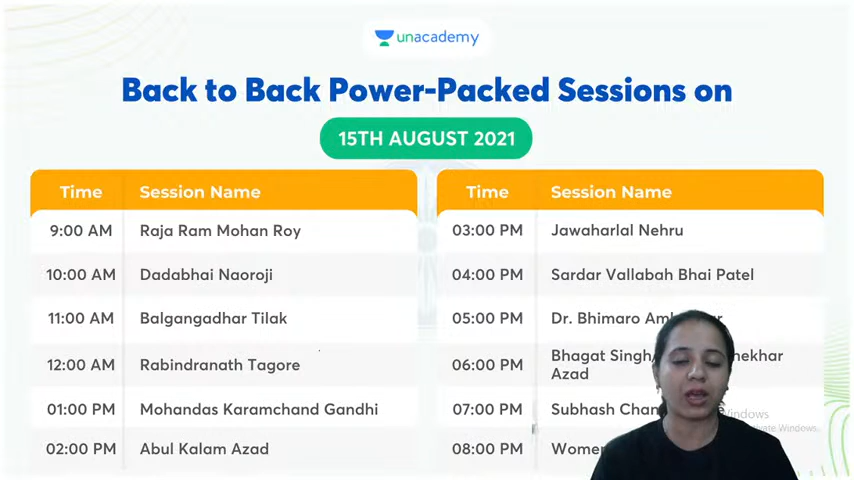 unacademy
Back to Back Power-Packed Sessions on
15TH AUGUST 2021
Time Session Name
9:00 AM Raja Ram Mohan Roy
10:00 AM Dadabhai Naoroji
11:00 AM Balgangadhar Tilak
12:00 AM Rabindranath Tagore
01:00 PM Mohandas Karamchand Gandhi
02:00 PM Abul Kalam Azad
Time Session Name
03:00 PM Jawaharlal Nehru
04:00 PM Sardar Vallabah Bhai Patel
05:00 PM Dr. Bhimaro
06:00 PM Bhagat Singh/
Azad
07:00 PM Subhash
08:00 PM
Windows.